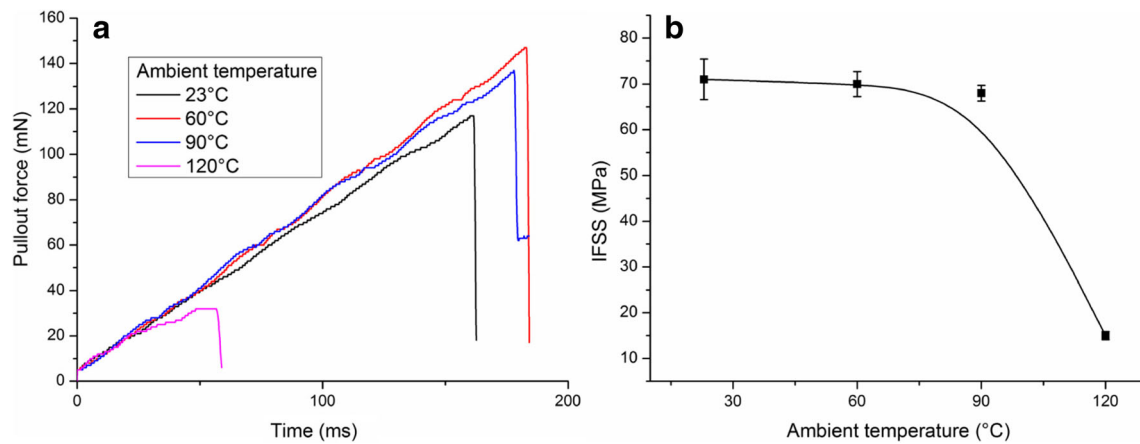 a
Ambient temperature
23°C
60°C
90°C
120°C
160
140
120
100
80
60
40
20
0
Pullout force (mN)
0 100 200
Time (ms)
b
80
70
60
50
40
30
20
10
IFSS (MPa)
30 60 90 120
Ambient temperature (°C)